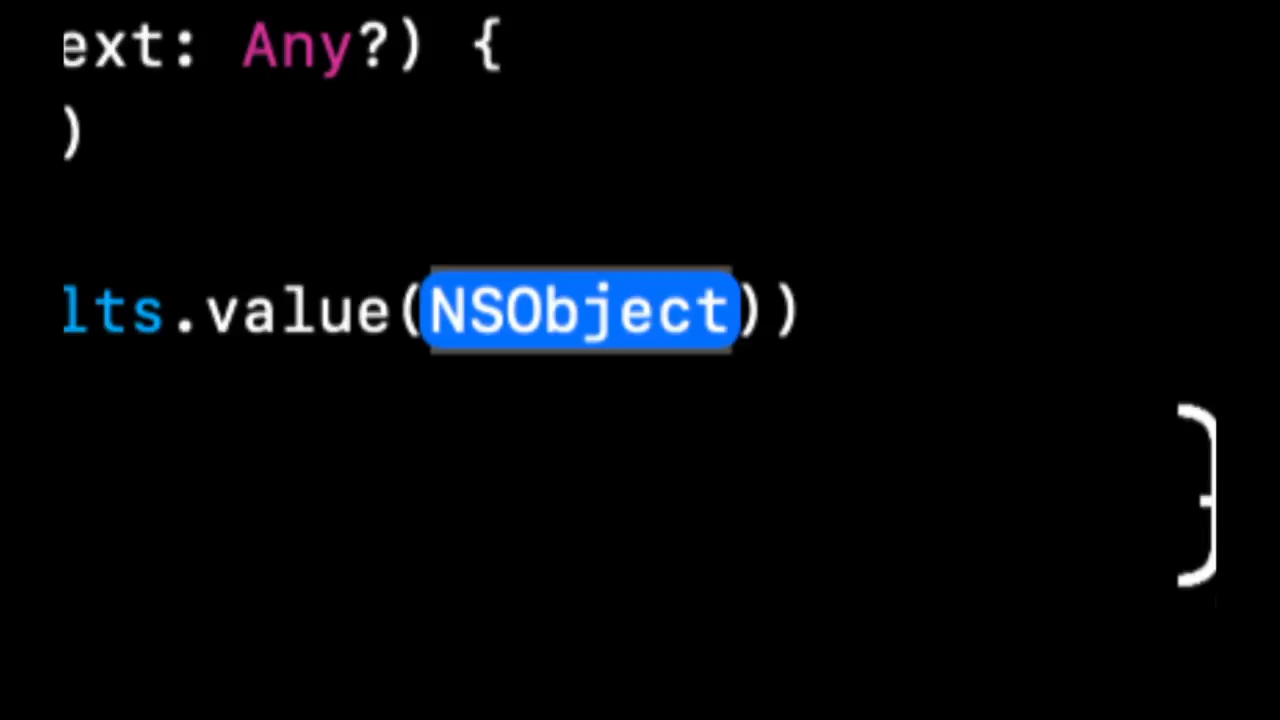 ext: Any?) {
)
lts.value(NSObject))
}